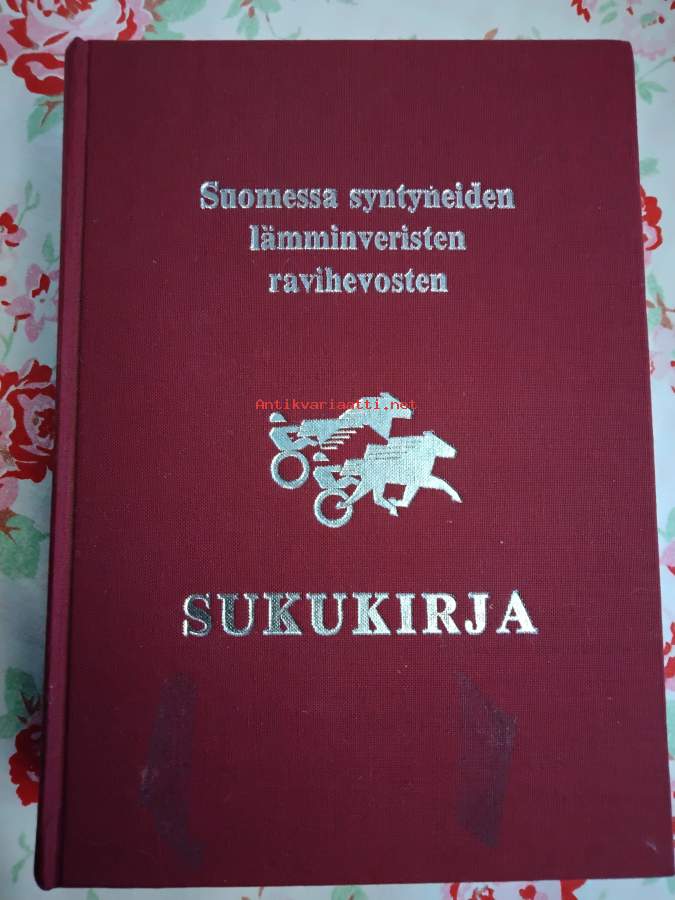 Suomessa syntyneiden
lämminveristen
ravihevosten
Antikvariaatti.net
SUKUKIRJA